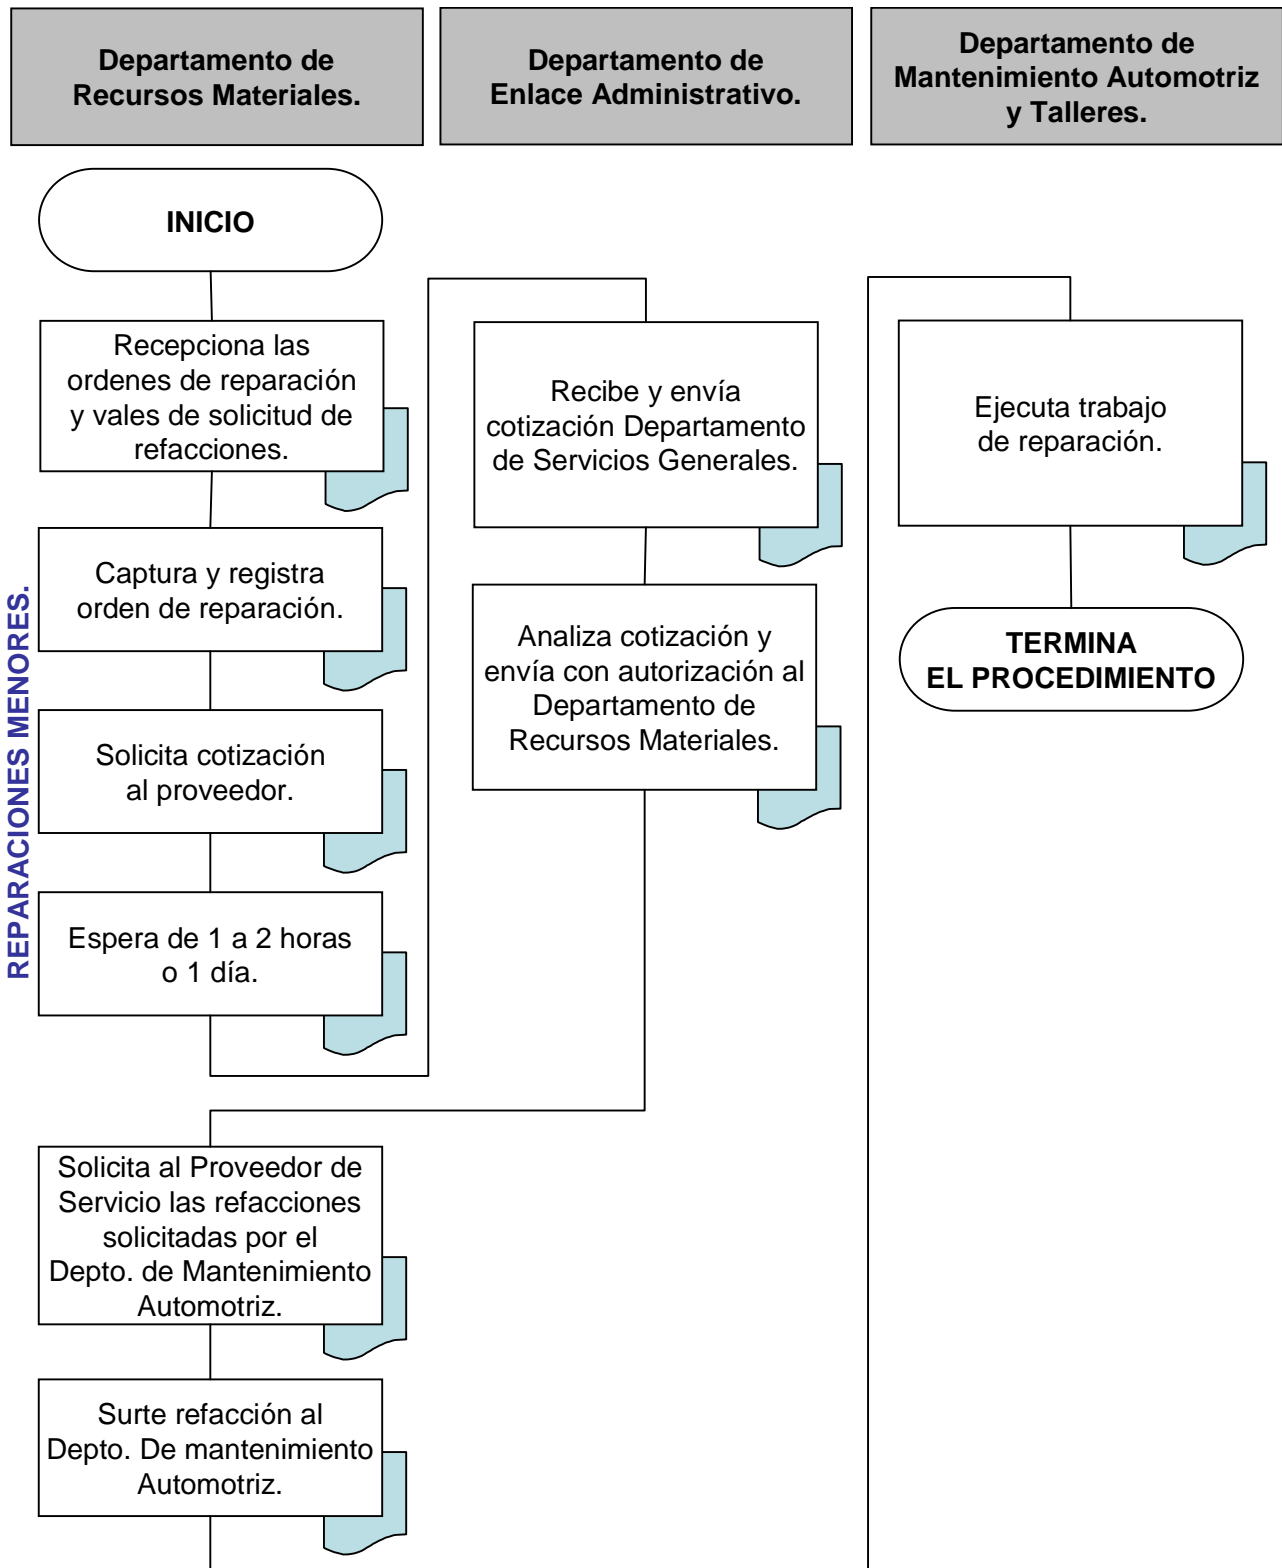 Departamento de
Recursos Materiales.
Departamento de
Enlace Administrativo.
Departamento de
Mantenimiento Automotriz
y Talleres.
REPARACIONES MENORES.
INICIO
Recepciona las
ordenes de reparación
y vales de solicitud de
refacciones.
Captura y registra
orden de reparación.
Solicita cotización
al proveedor.
Espera de 1 a 2 horas
o 1 día.
Recibe y envía
cotización Departamento
de Servicios Generales.
Analiza cotización y
envía con autorización al
Departamento de
Recursos Materiales.
Solicita al Proveedor de
Servicio las refacciones
solicitadas por el
Depto. de Mantenimiento
Automotriz.
Surte refacción al
Depto. De mantenimiento
Automotriz.
Ejecuta trabajo
de reparación.
TERMINA
EL PROCEDIMIENTO